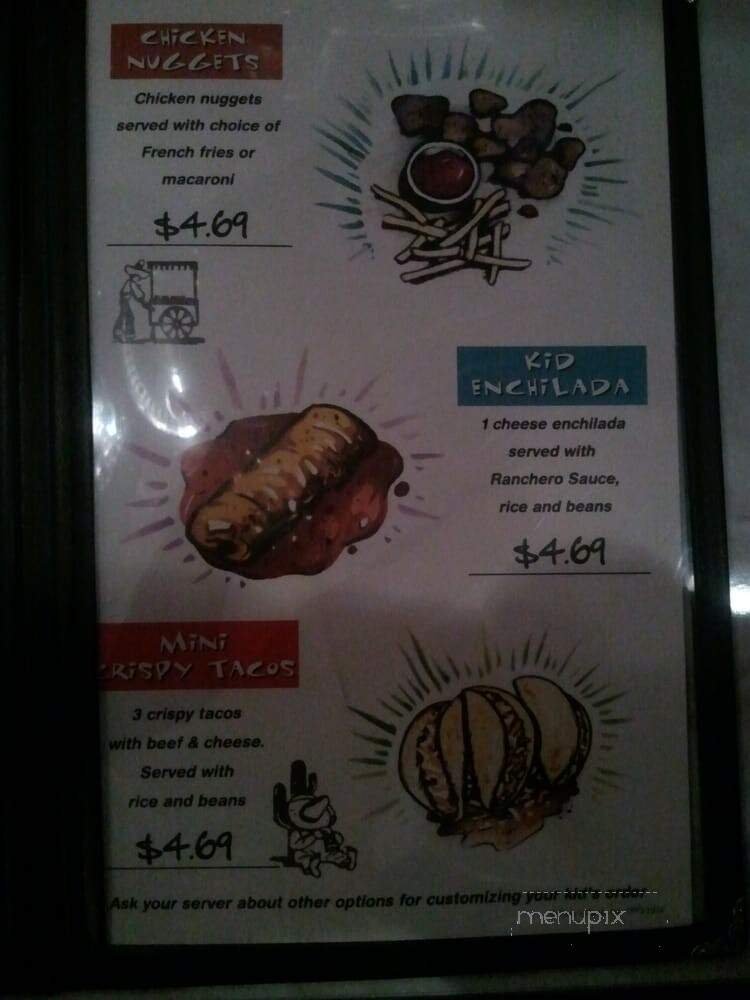 CHiCKEN
NUGGETS
Chicken nuggets
served with choice of
French fries or
macaroni
$4.69
KiD
ENCHiLADA
1 cheese enchilada
served with
Ranchero Sauce,
rice and beans
$4.69
MiNi
CRiSPY TACOS
3 crispy tacos
with beef & cheese.
Served with
rice and beans
$4.69
Ask your server about other options for customizing your kid's order
menupix